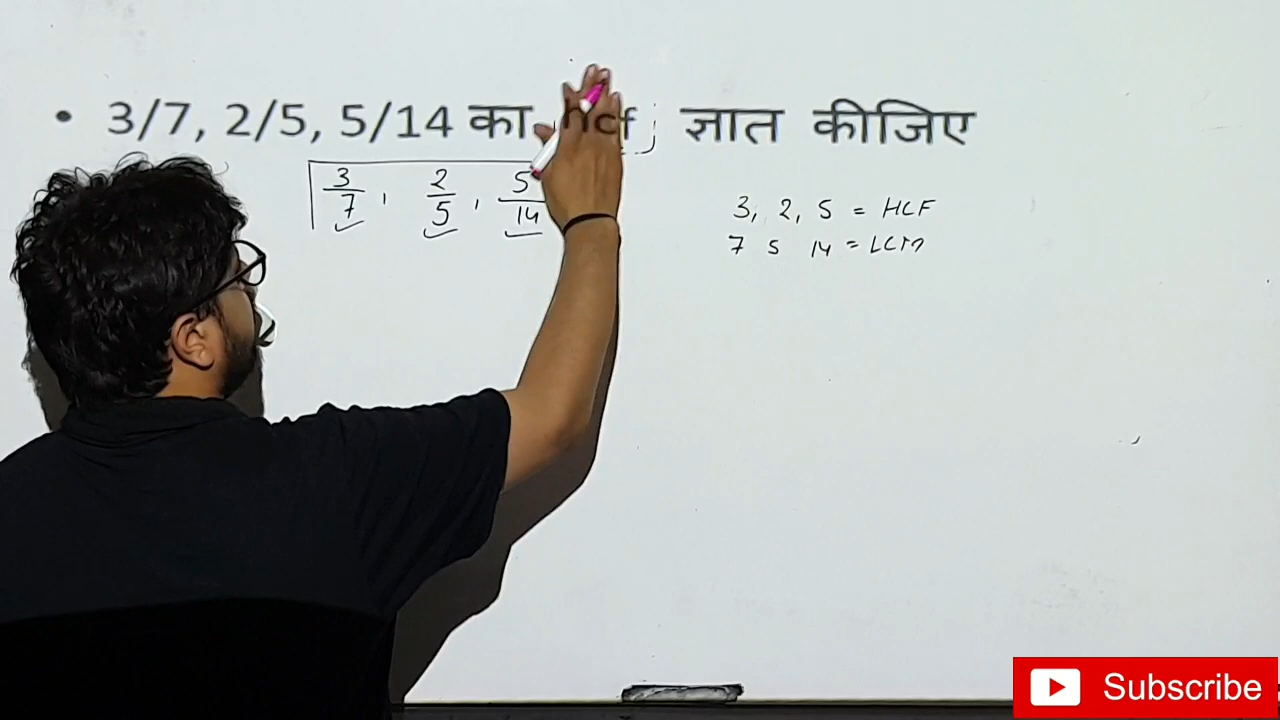 • 3/7, 2/5, 5/14 का hcf ज्ञात कीजिए
3/7, 2/5, 5/14
3, 2, 5 = HCF
7 5 14 = LCM
Subscribe